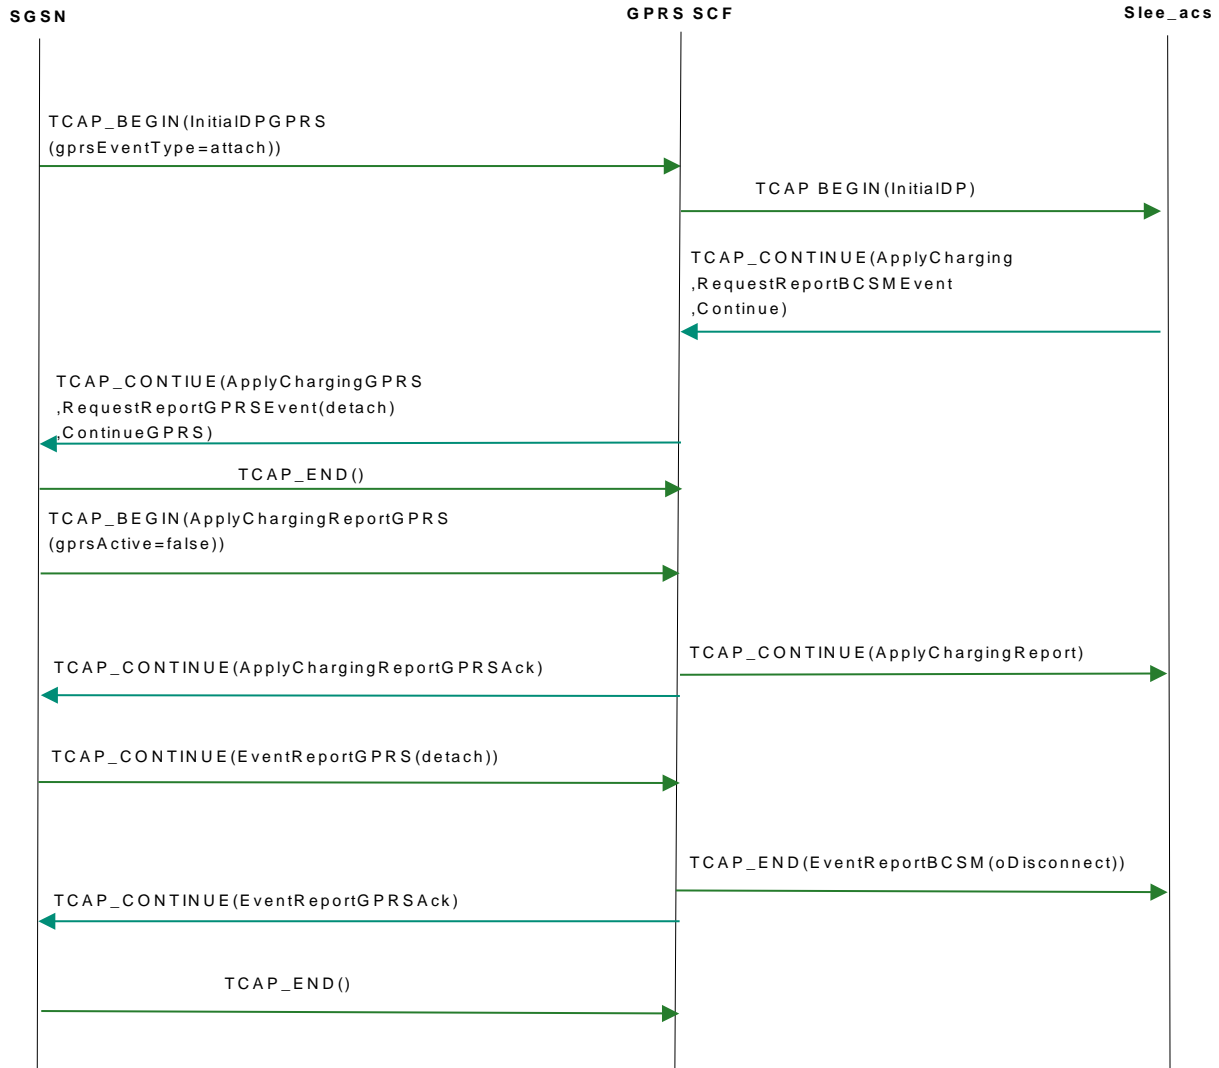 SGSN
GPRS SCF
Slee_acs
TCAP_BEGIN(InitialDPGPRS
(gprsEventType=attach))
TCAP BEGIN(InitialDP)
TCAP_CONTINUE(ApplyCharging
,RequestReportBCSMEvent
,Continue)
TCAP_CONTIUE(ApplyChargingGPRS
,RequestReportGPRSEvent(detach)
,ContinueGPRS)
TCAP_END()
TCAP_BEGIN(ApplyChargingReportGPRS
(gprsActive=false))
TCAP_CONTINUE(ApplyChargingReport)
TCAP_CONTINUE(ApplyChargingReportGPRSAck)
TCAP_CONTINUE(EventReportGPRS(detach))
TCAP_END(EventReportBCSM(oDisconnect))
TCAP_CONTINUE(EventReportGPRSAck)
TCAP_END()